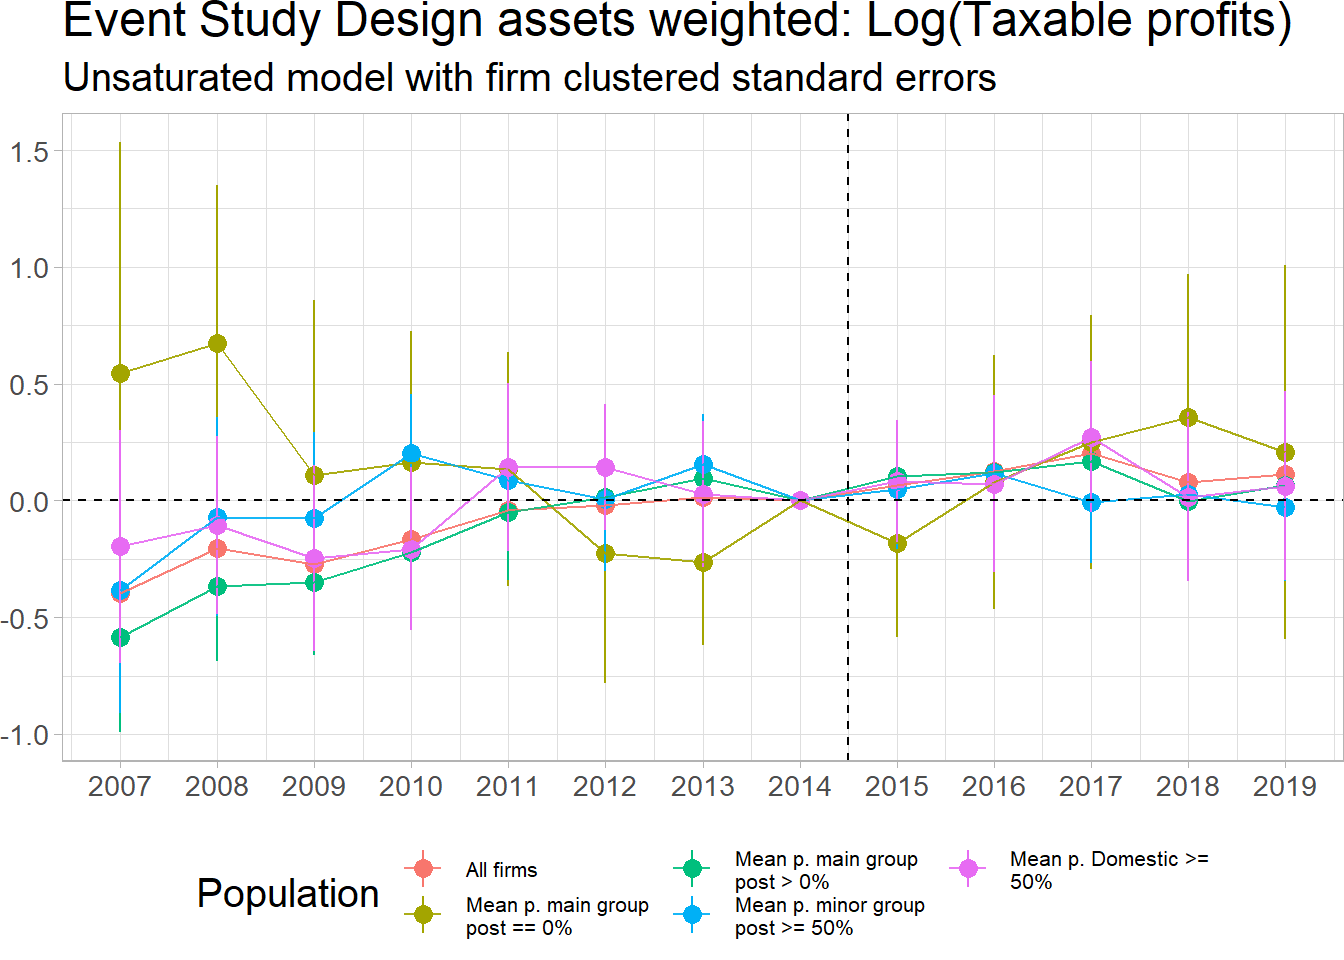 Event Study Design assets weighted: Log(Taxable profits)
Unsaturated model with firm clustered standard errors
1.5
1.0
0.5
0.0
-0.5
-1.0
2007 2008 2009 2010 2011 2012 2013 2014 2015 2016 2017 2018 2019
Population
All firms
Mean p. main group
post == 0%
Mean p. main group
post > 0%
Mean p. minor group
post >= 50%
Mean p. Domestic >=
50%